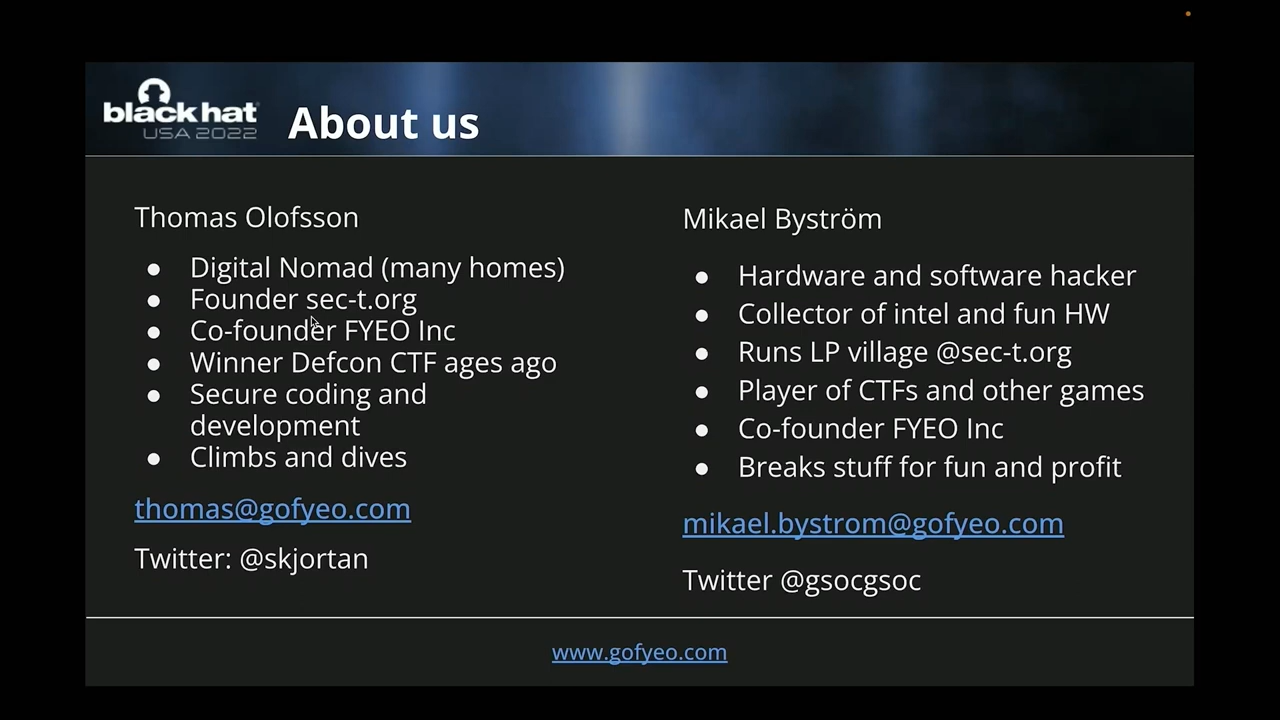 black hat
USA 2022
About us
Thomas Olofsson
● Digital Nomad (many homes)
● Founder sec-t.org
● Co-founder FYEO Inc
● Winner Defcon CTF ages ago
● Secure coding and
development
● Climbs and dives
thomas@gofyeo.com
Twitter: @skjortan
Mikael Byström
● Hardware and software hacker
● Collector of intel and fun HW
● Runs LP village @sec-t.org
● Player of CTFs and other games
● Co-founder FYEO Inc
● Breaks stuff for fun and profit
mikael.bystrom@gofyeo.com
Twitter @gsocgsoc
www.gofyeo.com